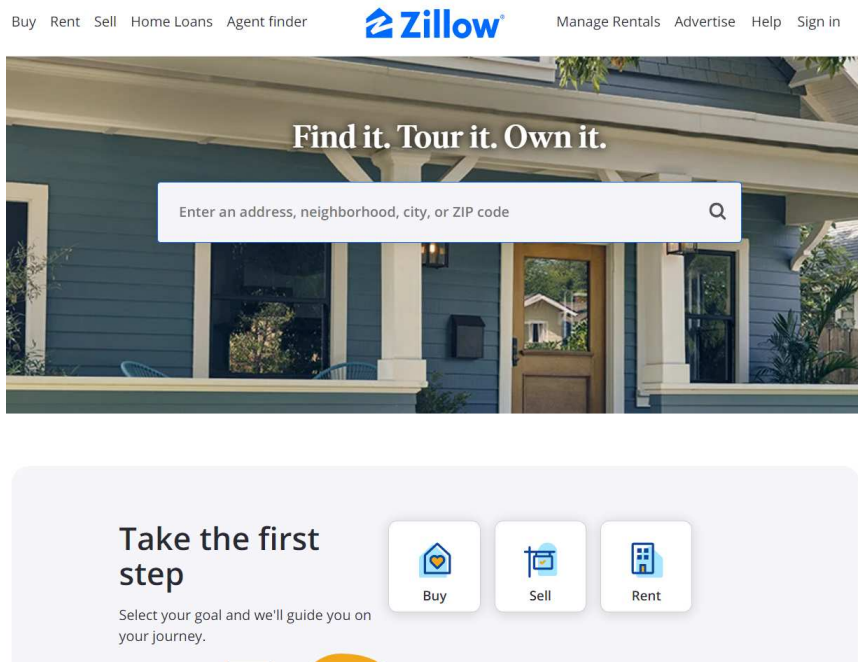 Buy Rent Sell Home Loans Agent finder Zillow® Manage Rentals Advertise Help Sign in
Find it. Tour it. Own it.
Enter an address, neighborhood, city, or ZIP code
Take the first
step
Select your goal and we'll guide you on
your journey.
Buy Sell Rent